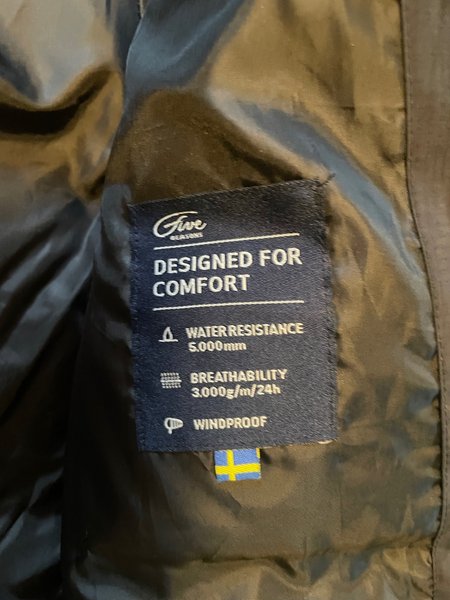 Five
SEASONS
DESIGNED FOR
COMFORT
WATER RESISTANCE
5.000mm
BREATHABILITY
3.000g/m/24h
WINDPROOF